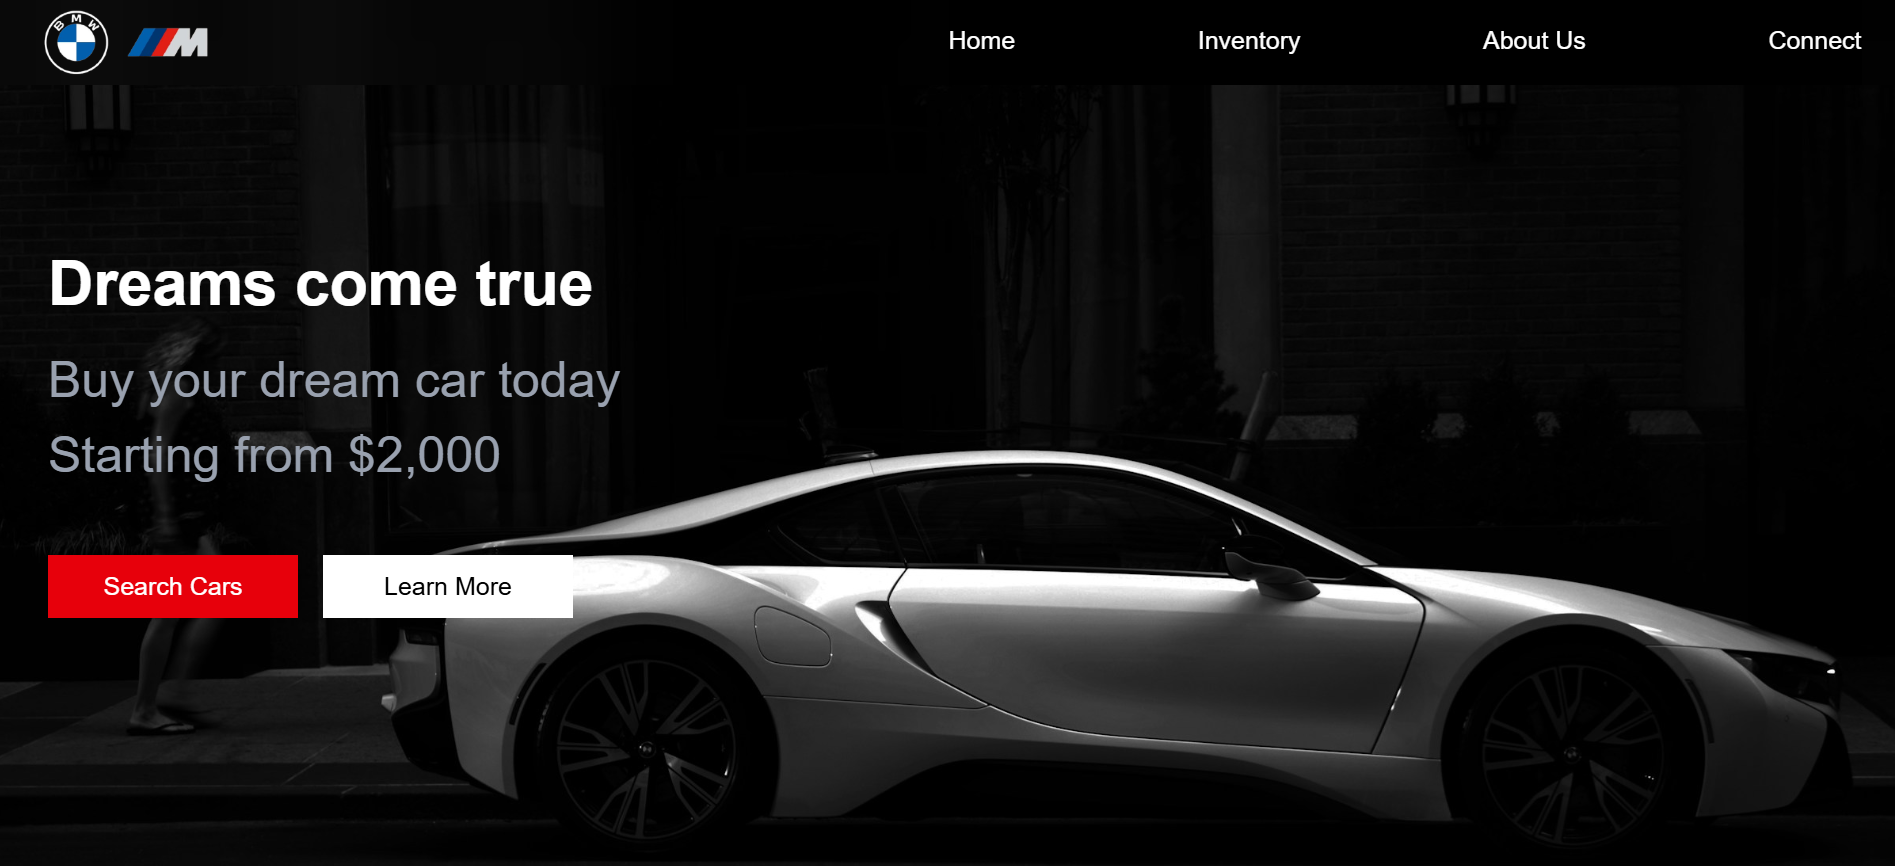 BMW
M
Home
Inventory
About Us
Connect
Dreams come true
Buy your dream car today
Starting from $2,000
Search Cars
Learn More